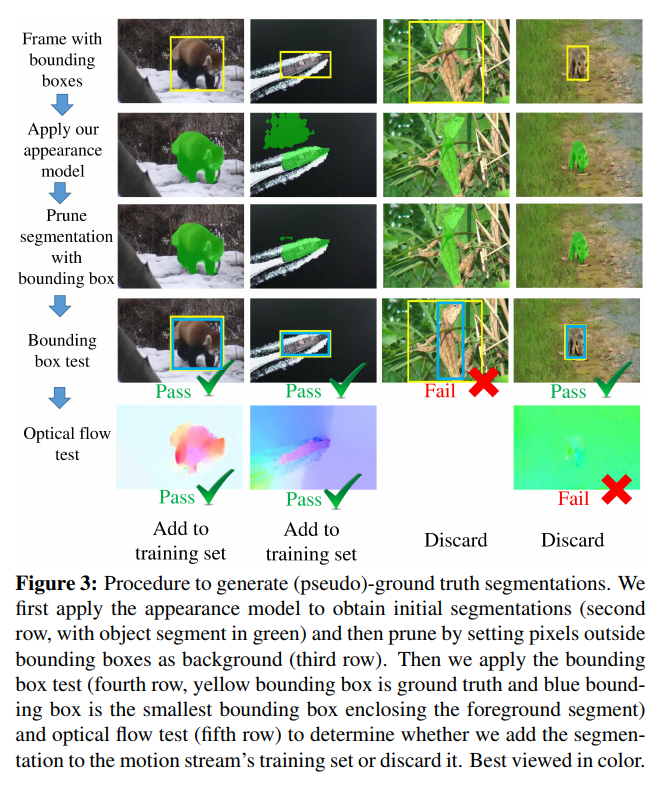 Frame with
bounding
boxes
Apply our
appearance
model
Prune
segmentation
with
bounding box
Bounding
box test
Pass
Pass
Fail
Pass
Optical flow
test
Pass
Pass
Fail
Add to
training set
Add to
training set
Discard
Discard
Figure 3: Procedure to generate (pseudo)-ground truth segmentations. We
first apply the appearance model to obtain initial segmentations (second
row, with object segment in green) and then prune by setting pixels outside
bounding boxes as background (third row). Then we apply the bounding
box test (fourth row, yellow bounding box is ground truth and blue bound-
ing box is the smallest bounding box enclosing the foreground segment)
and optical flow test (fifth row) to determine whether we add the segmen-
tation to the motion stream's training set or discard it. Best viewed in color.